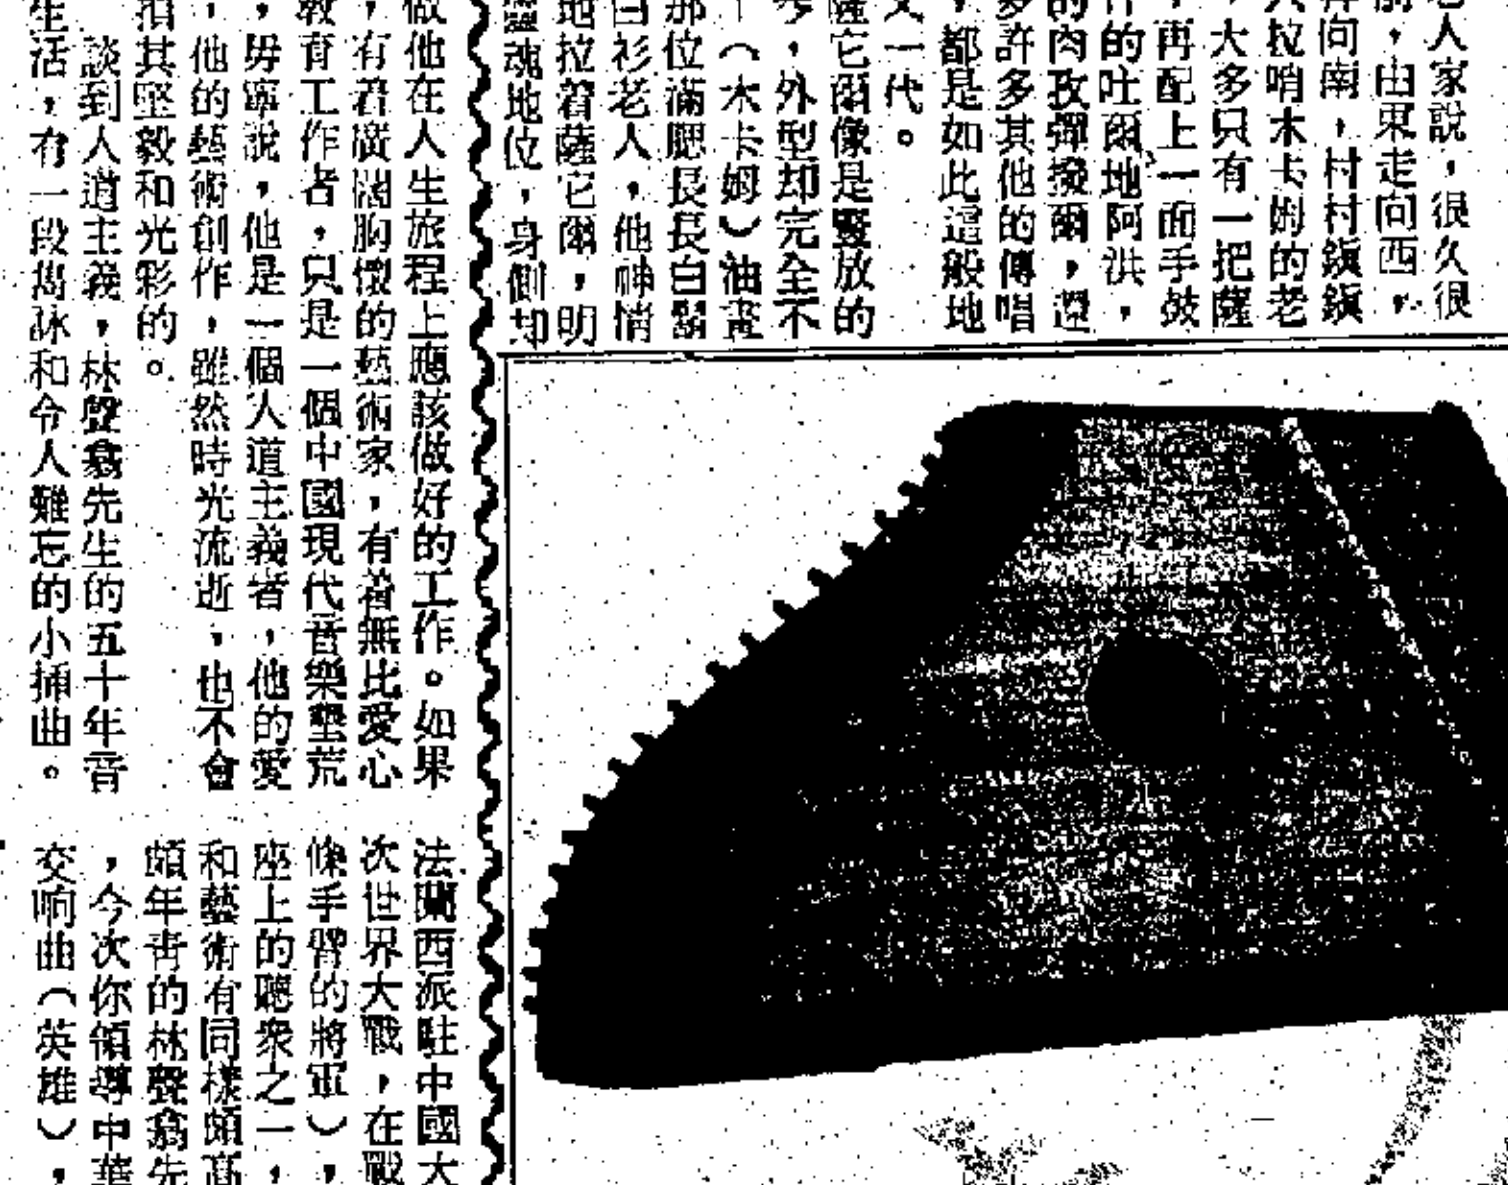 老人家說，很久很
前，由東走向西，
奔向南，村村鎮鎮
拉哨木卡姆的老
，大多只有一把薩
，再配上一面手鼓
作的吐爾地阿洪，
的肉孜彈撥爾，還
多許多其他的傳唱
，都是如此這般地
又一代。
薩它爾像是豎放的
琴，外型却完全不
（木卡姆）油畫
那位滿腮長長白鬍
白衫老人，他神情
地拉着薩它爾，明
靈魂地位，身側却
做他在人生旅程上應該做好的工作。如果
，有着廣闊胸懷的藝術家，有着無比愛心
教育工作者，只是一個中國現代音樂墾荒
，毋寧說，他是一個人道主義者，他的愛
，他的藝術創作，雖然時光流逝，也不會
損其堅毅和光彩的。
談到人道主義，林聲翕先生的五十年音
生活，有一段雋詠和令人難忘的小插曲。
法蘭西派駐中國大
次世界大戰，在戰
條手臂的將軍），
座上的聽衆之一，
和藝術有同樣頗高
頗年青的林聲翕先
，今次你領導中華
交响曲（英雄），